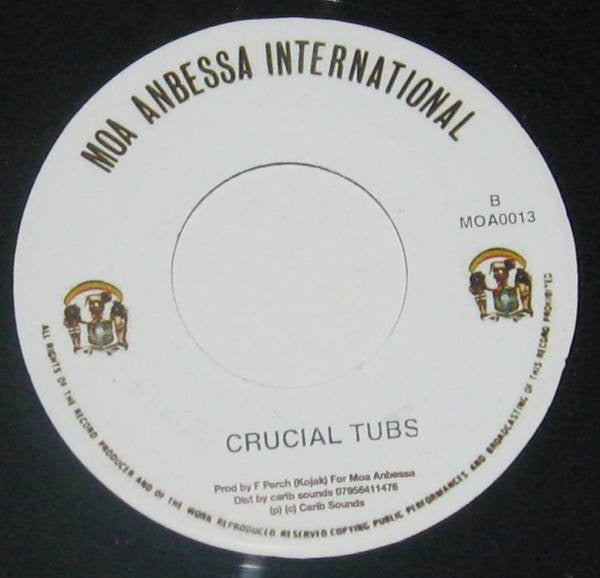 MOA ANBESSA INTERNATIONAL
B
MOA0013
CRUCIAL TUBS
Prod by F Perch (Kojak) For Moa Anbessa
Dist by carib sounds 07956411476
(p) (c) Carib Sounds
ALL RIGHTS OF THE RECORD PRODUCER AND OF THE WORK REPRODUCED RESERVED COPYING PUBLIC PERFORMANCES AND BROADCASTING OF THIS RECORD PROHIBITED